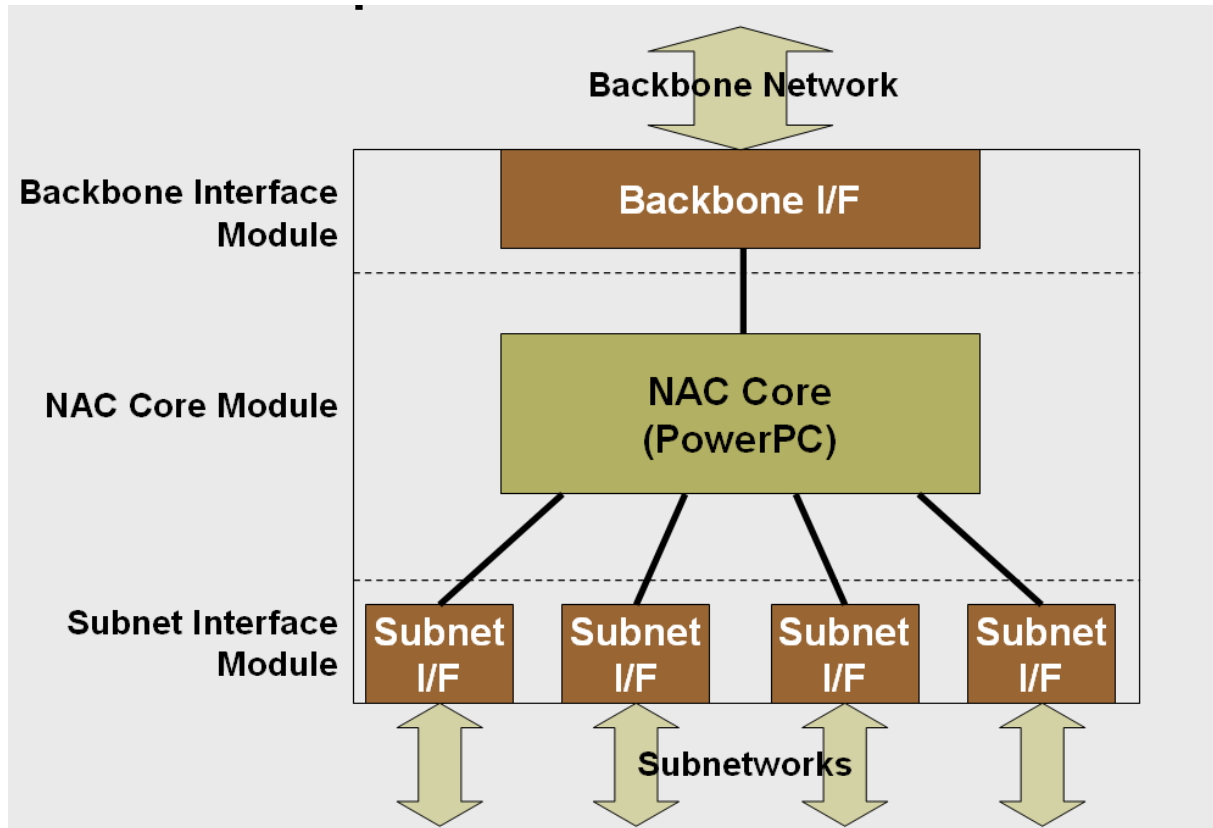 Backbone Network
Backbone Interface
Module
Backbone I/F
NAC Core Module
NAC Core
(PowerPC)
Subnet Interface
Module
Subnet
I/F
Subnet
I/F
Subnet
I/F
Subnet
I/F
Subnetworks